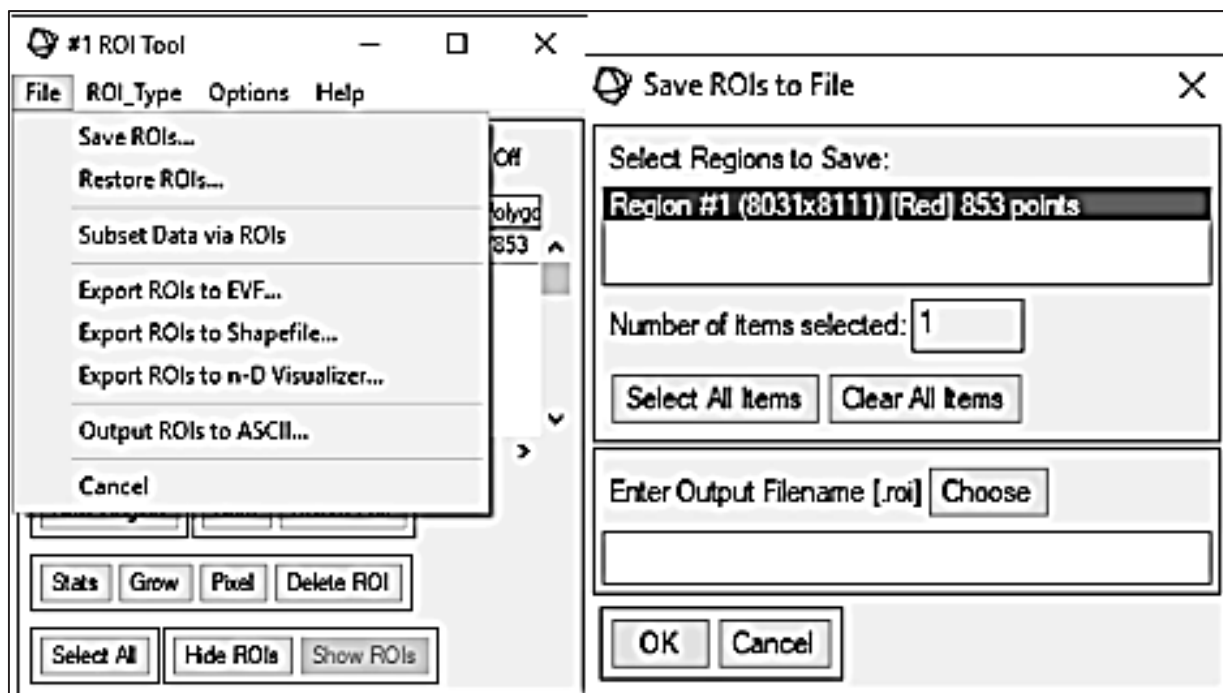 #1 ROI Tool
File ROI_Type Options Help
Save ROIs...
Restore ROIs...
Subset Data via ROIs
Export ROIs to EVF...
Export ROIs to Shapefile...
Export ROIs to n-D Visualizer...
Output ROIs to ASCII...
Cancel
Off
853
Stats Grow Pixel Delete ROI
Select All Hide ROIs Show ROIs
Save ROIs to File
Select Regions to Save:
Region #1 (8031x8111) [Red] 853 points
Number of items selected: 1
Select All Items Clear All Items
Enter Output Filename [.roi] Choose
OK Cancel